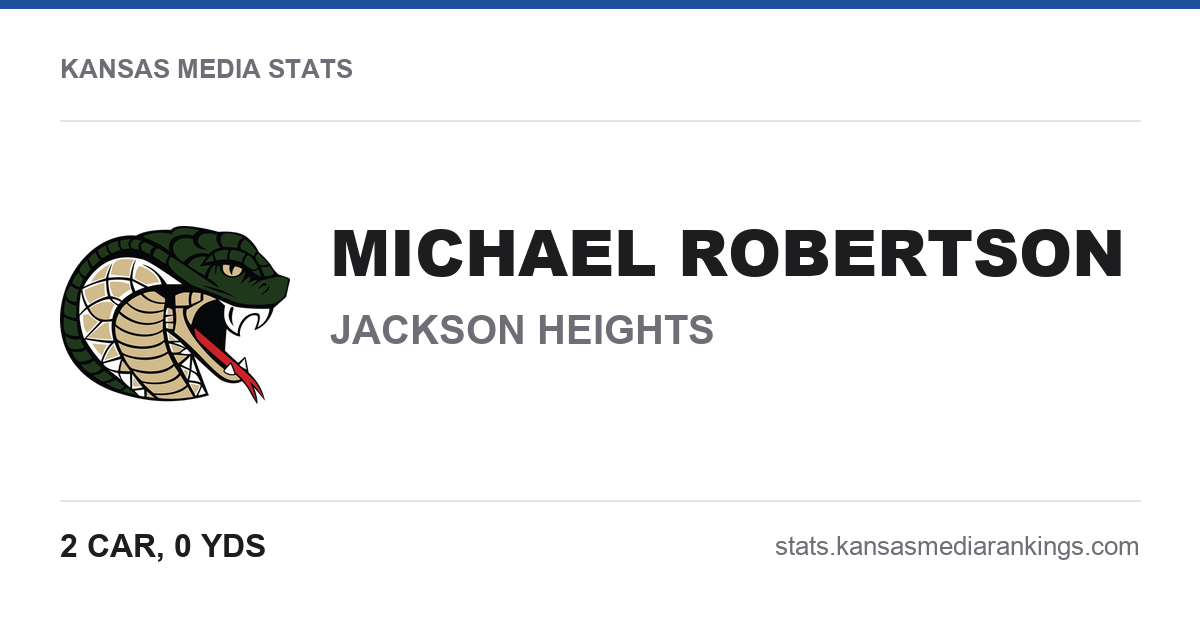 KANSAS MEDIA STATS
MICHAEL ROBERTSON
JACKSON HEIGHTS
2 CAR, 0 YDS
stats.kansasmediarankings.com